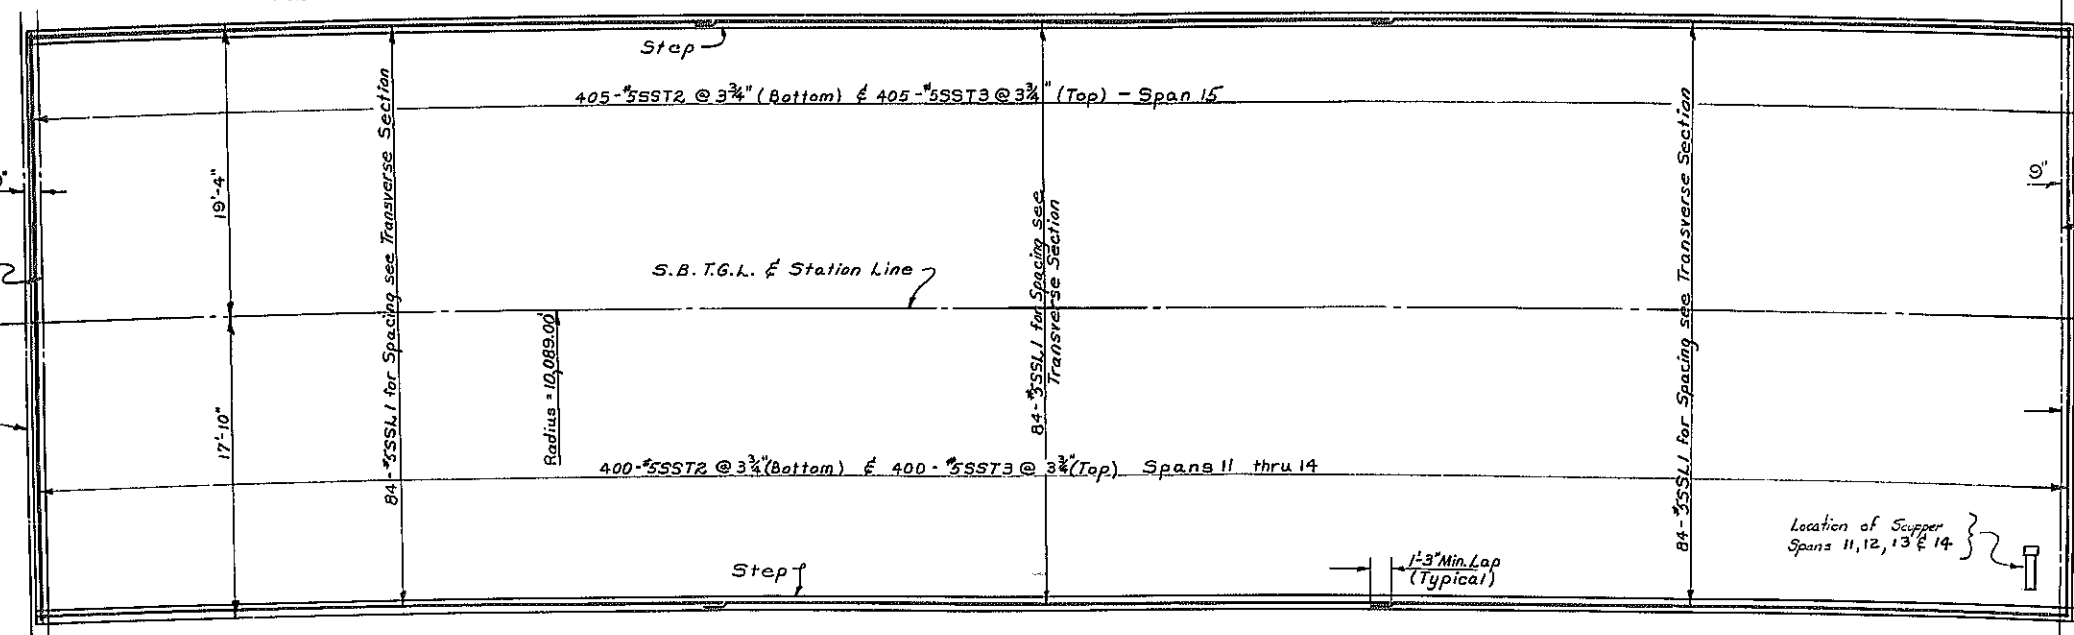 Step
405-#5SST2 @ 3¾" (Bottom) & 405-#5SST3 @ 3¾" (Top) - Span 15
19'-4"
84-#5SSL1 for Spacing see Transverse Section
84-#5SSL1 for Spacing see
Transverse Section
84-#5SSL1 for Spacing see Transverse Section
9"
S.B. T.G.L. & Station Line
Radius = 10,089.00'
17'-10"
400-#5SST2 @ 3¾" (Bottom) & 400-#5SST3 @ 3¾" (Top) Spans 11 thru 14
Location of Scupper
Spans 11, 12, 13 & 14
Step
1'-3" Min. Lap
(Typical)